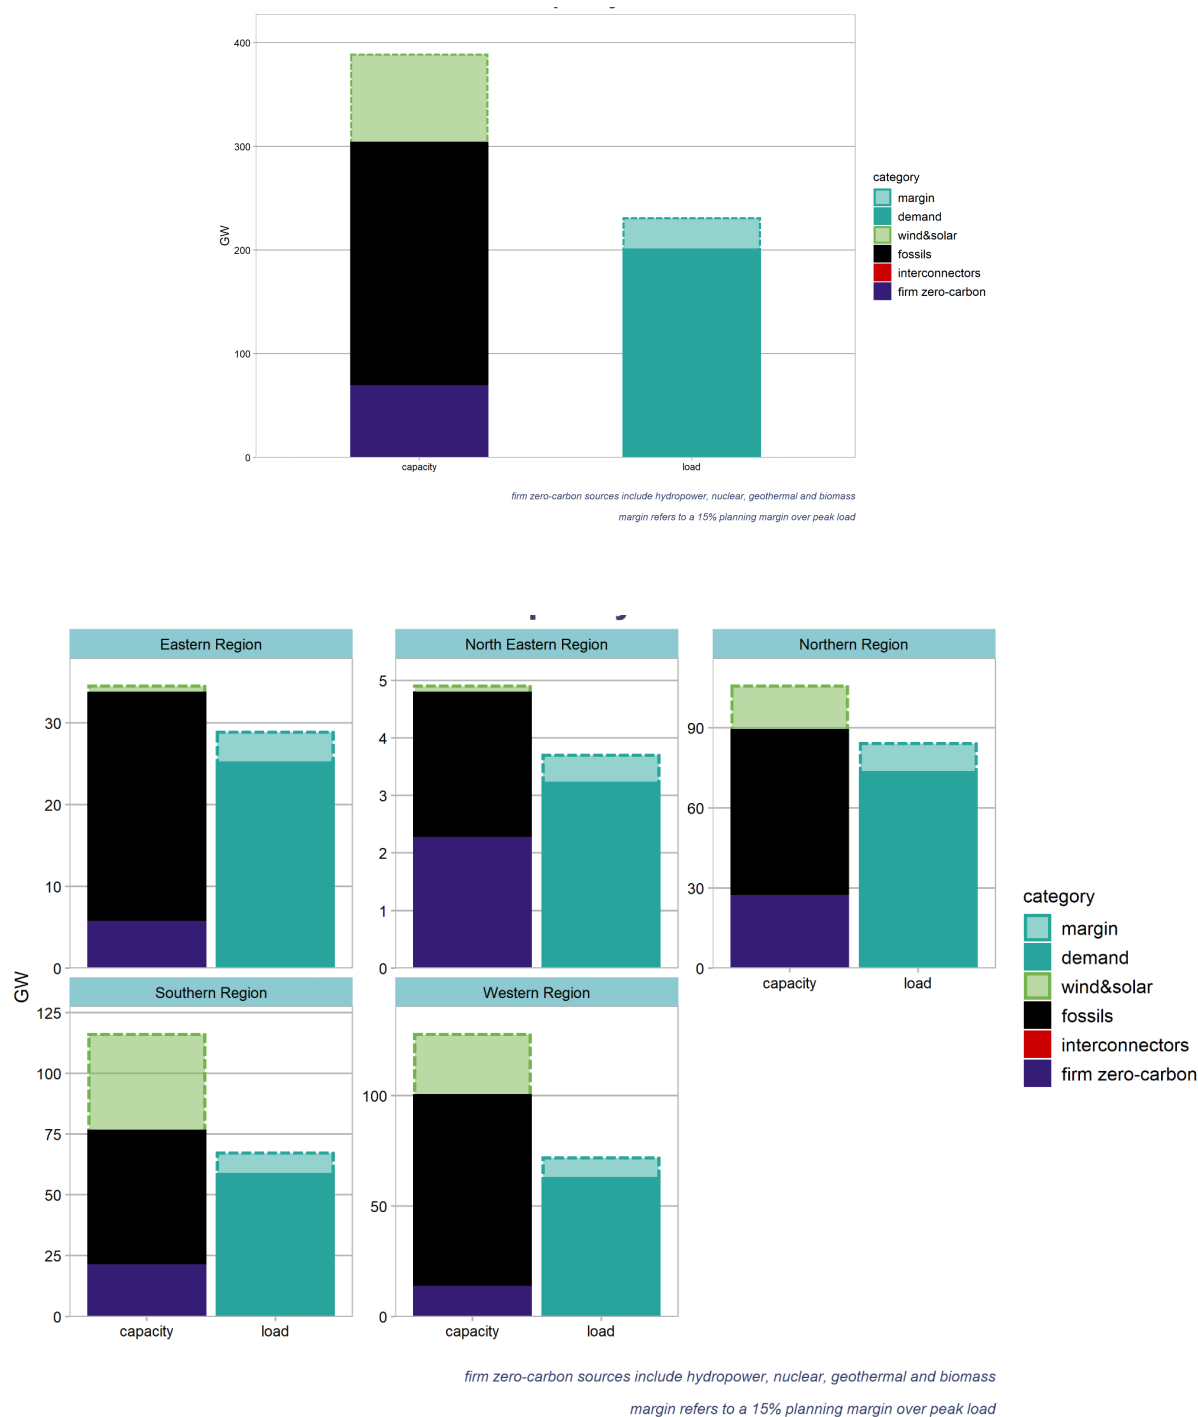 400
300
200
100
0
GW
capacity
load
category
margin
demand
wind&solar
fossils
interconnectors
firm zero-carbon
firm zero-carbon sources include hydropower, nuclear, geothermal and biomass
margin refers to a 15% planning margin over peak load
Eastern Region
North Eastern Region
Northern Region
30
20
10
0
5
4
3
2
1
0
90
60
30
0
capacity
load
GW
Southern Region
Western Region
125
100
75
50
25
0
100
50
0
capacity
load
capacity
load
category
margin
demand
wind&solar
fossils
interconnectors
firm zero-carbon
firm zero-carbon sources include hydropower, nuclear, geothermal and biomass
margin refers to a 15% planning margin over peak load